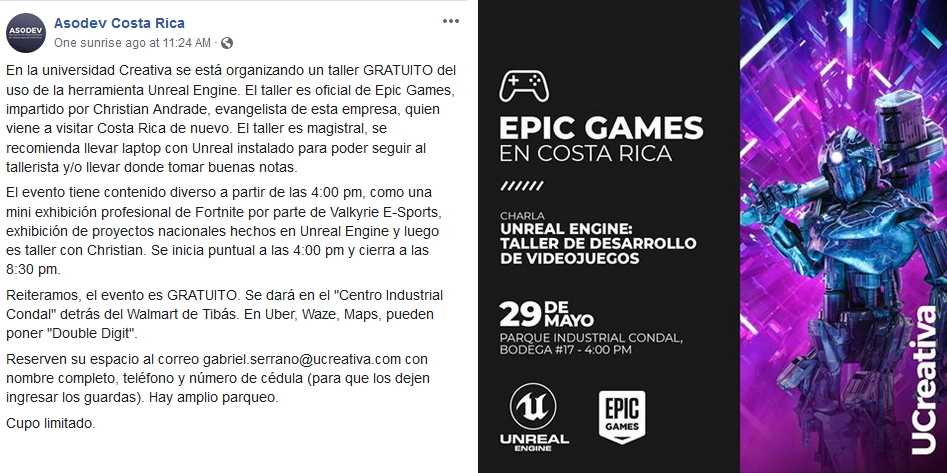 Asodev Costa Rica
One sunrise ago at 11:24 AM ·
ASODEV
En la universidad Creativa se está organizando un taller GRATUITO del
uso de la herramienta Unreal Engine. El taller es oficial de Epic Games,
impartido por Christian Andrade, evangelista de esta empresa, quien
viene a visitar Costa Rica de nuevo. El taller es magistral, se
recomienda llevar laptop con Unreal instalado para poder seguir al
tallerista y/o llevar donde tomar buenas notas.
El evento tiene contenido diverso a partir de las 4:00 pm, como una
mini exhibición profesional de Fortnite por parte de Valkyrie E-Sports,
exhibición de proyectos nacionales hechos en Unreal Engine y luego
es taller con Christian. Se inicia puntual a las 4:00 pm y cierra a las
8:30 pm.
Reiteramos, el evento es GRATUITO. Se dará en el "Centro Industrial
Condal" detrás del Walmart de Tibás. En Uber, Waze, Maps, pueden
poner "Double Digit".
Reserven su espacio al correo gabriel.serrano@ucreativa.com con
nombre completo, teléfono y número de cédula (para que los dejen
ingresar los guardas). Hay amplio parqueo.
Cupo limitado.
EPIC GAMES
EN COSTA RICA
CHARLA
UNREAL ENGINE:
TALLER DE DESARROLLO
DE VIDEOJUEGOS
29 DE
MAYO
PARQUE INDUSTRIAL CONDAL,
BODEGA #17 - 4:00 PM
UNREAL
ENGINE
EPIC
GAMES
UCreativa